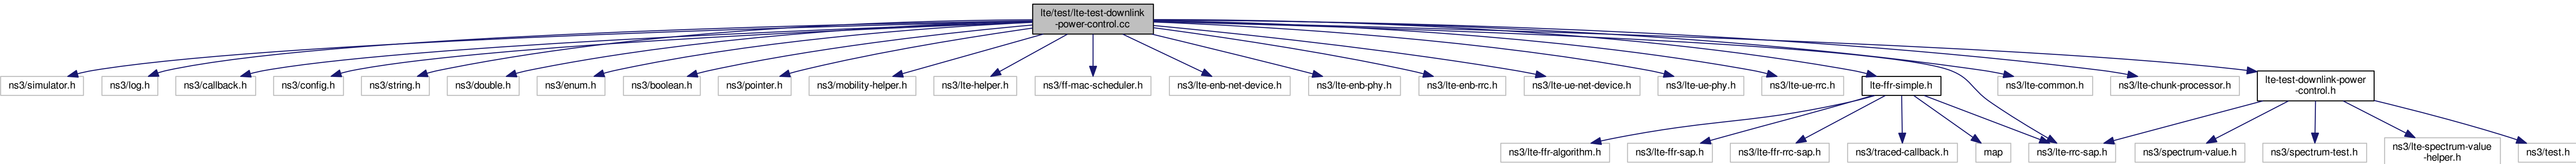 lte/test/lte-test-downlink
-power-control.cc
ns3/simulator.h
ns3/log.h
ns3/callback.h
ns3/config.h
ns3/string.h
ns3/double.h
ns3/enum.h
ns3/boolean.h
ns3/pointer.h
ns3/mobility-helper.h
ns3/lte-helper.h
ns3/ff-mac-scheduler.h
ns3/lte-enb-net-device.h
ns3/lte-enb-phy.h
ns3/lte-enb-rrc.h
ns3/lte-ue-net-device.h
ns3/lte-ue-phy.h
ns3/lte-ue-rrc.h
lte-ffr-simple.h
ns3/lte-common.h
ns3/lte-chunk-processor.h
lte-test-downlink-power
-control.h
ns3/lte-ffr-algorithm.h
ns3/lte-ffr-sap.h
ns3/lte-ffr-rrc-sap.h
ns3/traced-callback.h
map
ns3/lte-rrc-sap.h
ns3/spectrum-value.h
ns3/spectrum-test.h
ns3/lte-spectrum-value
-helper.h
ns3/test.h